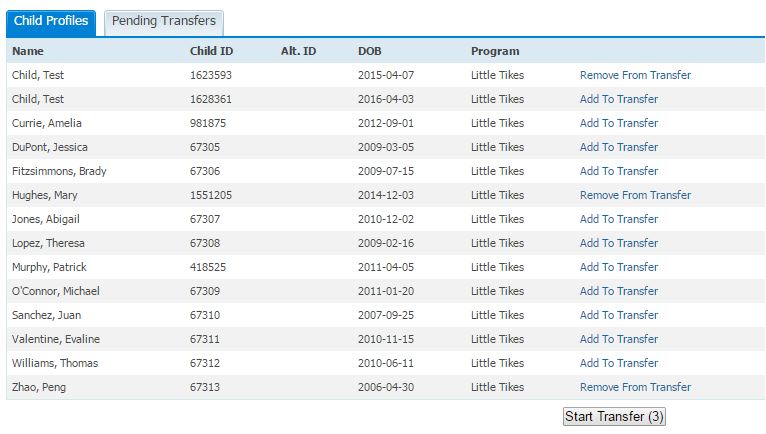 Child Profiles Pending Transfers
Name Child ID Alt. ID DOB Program
Child, Test 1623593 2015-04-07 Little Tikes Remove From Transfer
Child, Test 1628361 2016-04-03 Little Tikes Add To Transfer
Currie, Amelia 981875 2012-09-01 Little Tikes Add To Transfer
DuPont, Jessica 67305 2009-03-05 Little Tikes Add To Transfer
Fitzsimmons, Brady 67306 2009-07-15 Little Tikes Add To Transfer
Hughes, Mary 1551205 2014-12-03 Little Tikes Remove From Transfer
Jones, Abigail 67307 2010-12-02 Little Tikes Add To Transfer
Lopez, Theresa 67308 2009-02-16 Little Tikes Add To Transfer
Murphy, Patrick 418525 2011-04-05 Little Tikes Add To Transfer
O'Connor, Michael 67309 2011-01-20 Little Tikes Add To Transfer
Sanchez, Juan 67310 2007-09-25 Little Tikes Add To Transfer
Valentine, Evaline 67311 2010-11-15 Little Tikes Add To Transfer
Williams, Thomas 67312 2010-06-11 Little Tikes Add To Transfer
Zhao, Peng 67313 2006-04-30 Little Tikes Remove From Transfer
Start Transfer (3)